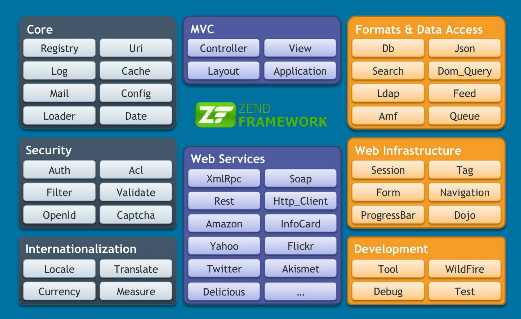 Core
Registry Uri
Log Cache
Mail Config
Loader Date
MVC
Controller View
Layout Application
Formats & Data Access
Db Json
Search Dom_Query
Ldap Feed
Amf Queue
ZF ZEND
FRAMEWORK
Security
Auth Acl
Filter Validate
OpenId Captcha
Web Services
XmlRpc Soap
Rest Http_Client
Amazon InfoCard
Yahoo Flickr
Twitter Akismet
Delicious ...
Web Infrastructure
Session Tag
Form Navigation
ProgressBar Dojo
Internationalization
Locale Translate
Currency Measure
Development
Tool WildFire
Debug Test